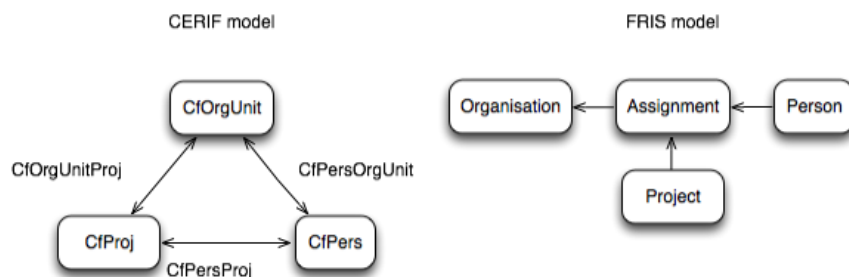 CERIF model
FRIS model
CfOrgUnit
Organisation
Assignment
Person
CfOrgUnitProj
CfPersOrgUnit
Project
CfProj
CfPers
CfPersProj